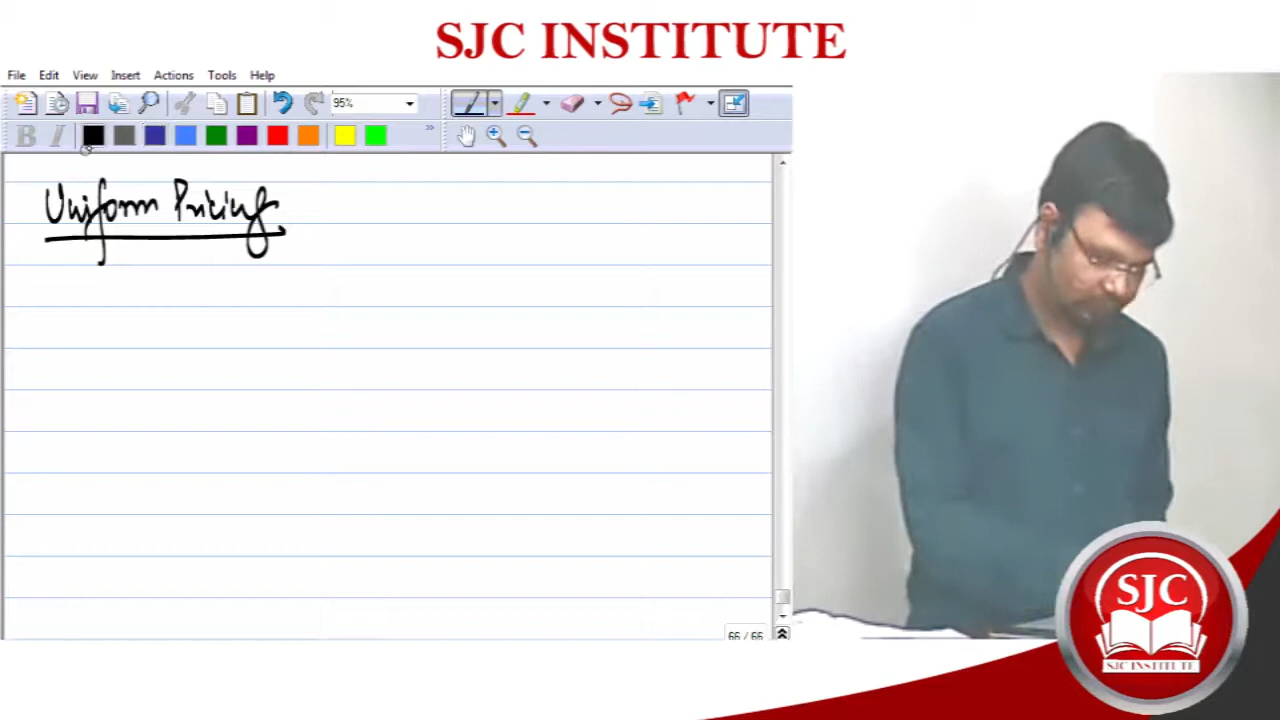 SJC INSTITUTE
File Edit View Insert Actions Tools Help
95%
B I
Uniform Pricing
66 / 66
SJC
SJC INSTITUTE